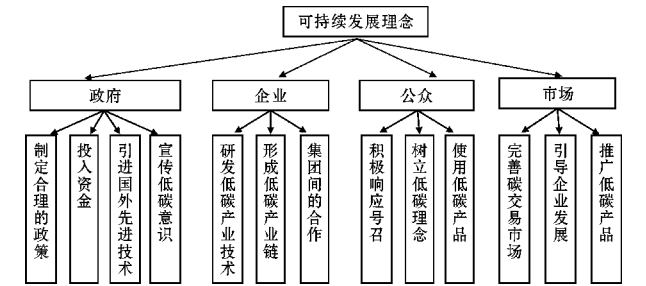 可持续发展理念
政府
企业
公众
市场
制定合理的政策
投入资金
引进国外先进技术
宣传低碳意识
研发低碳产业技术
形成低碳产业链
集团间的合作
积极响应号召
树立低碳理念
使用低碳产品
完善碳交易市场
引导企业发展
推广低碳产品